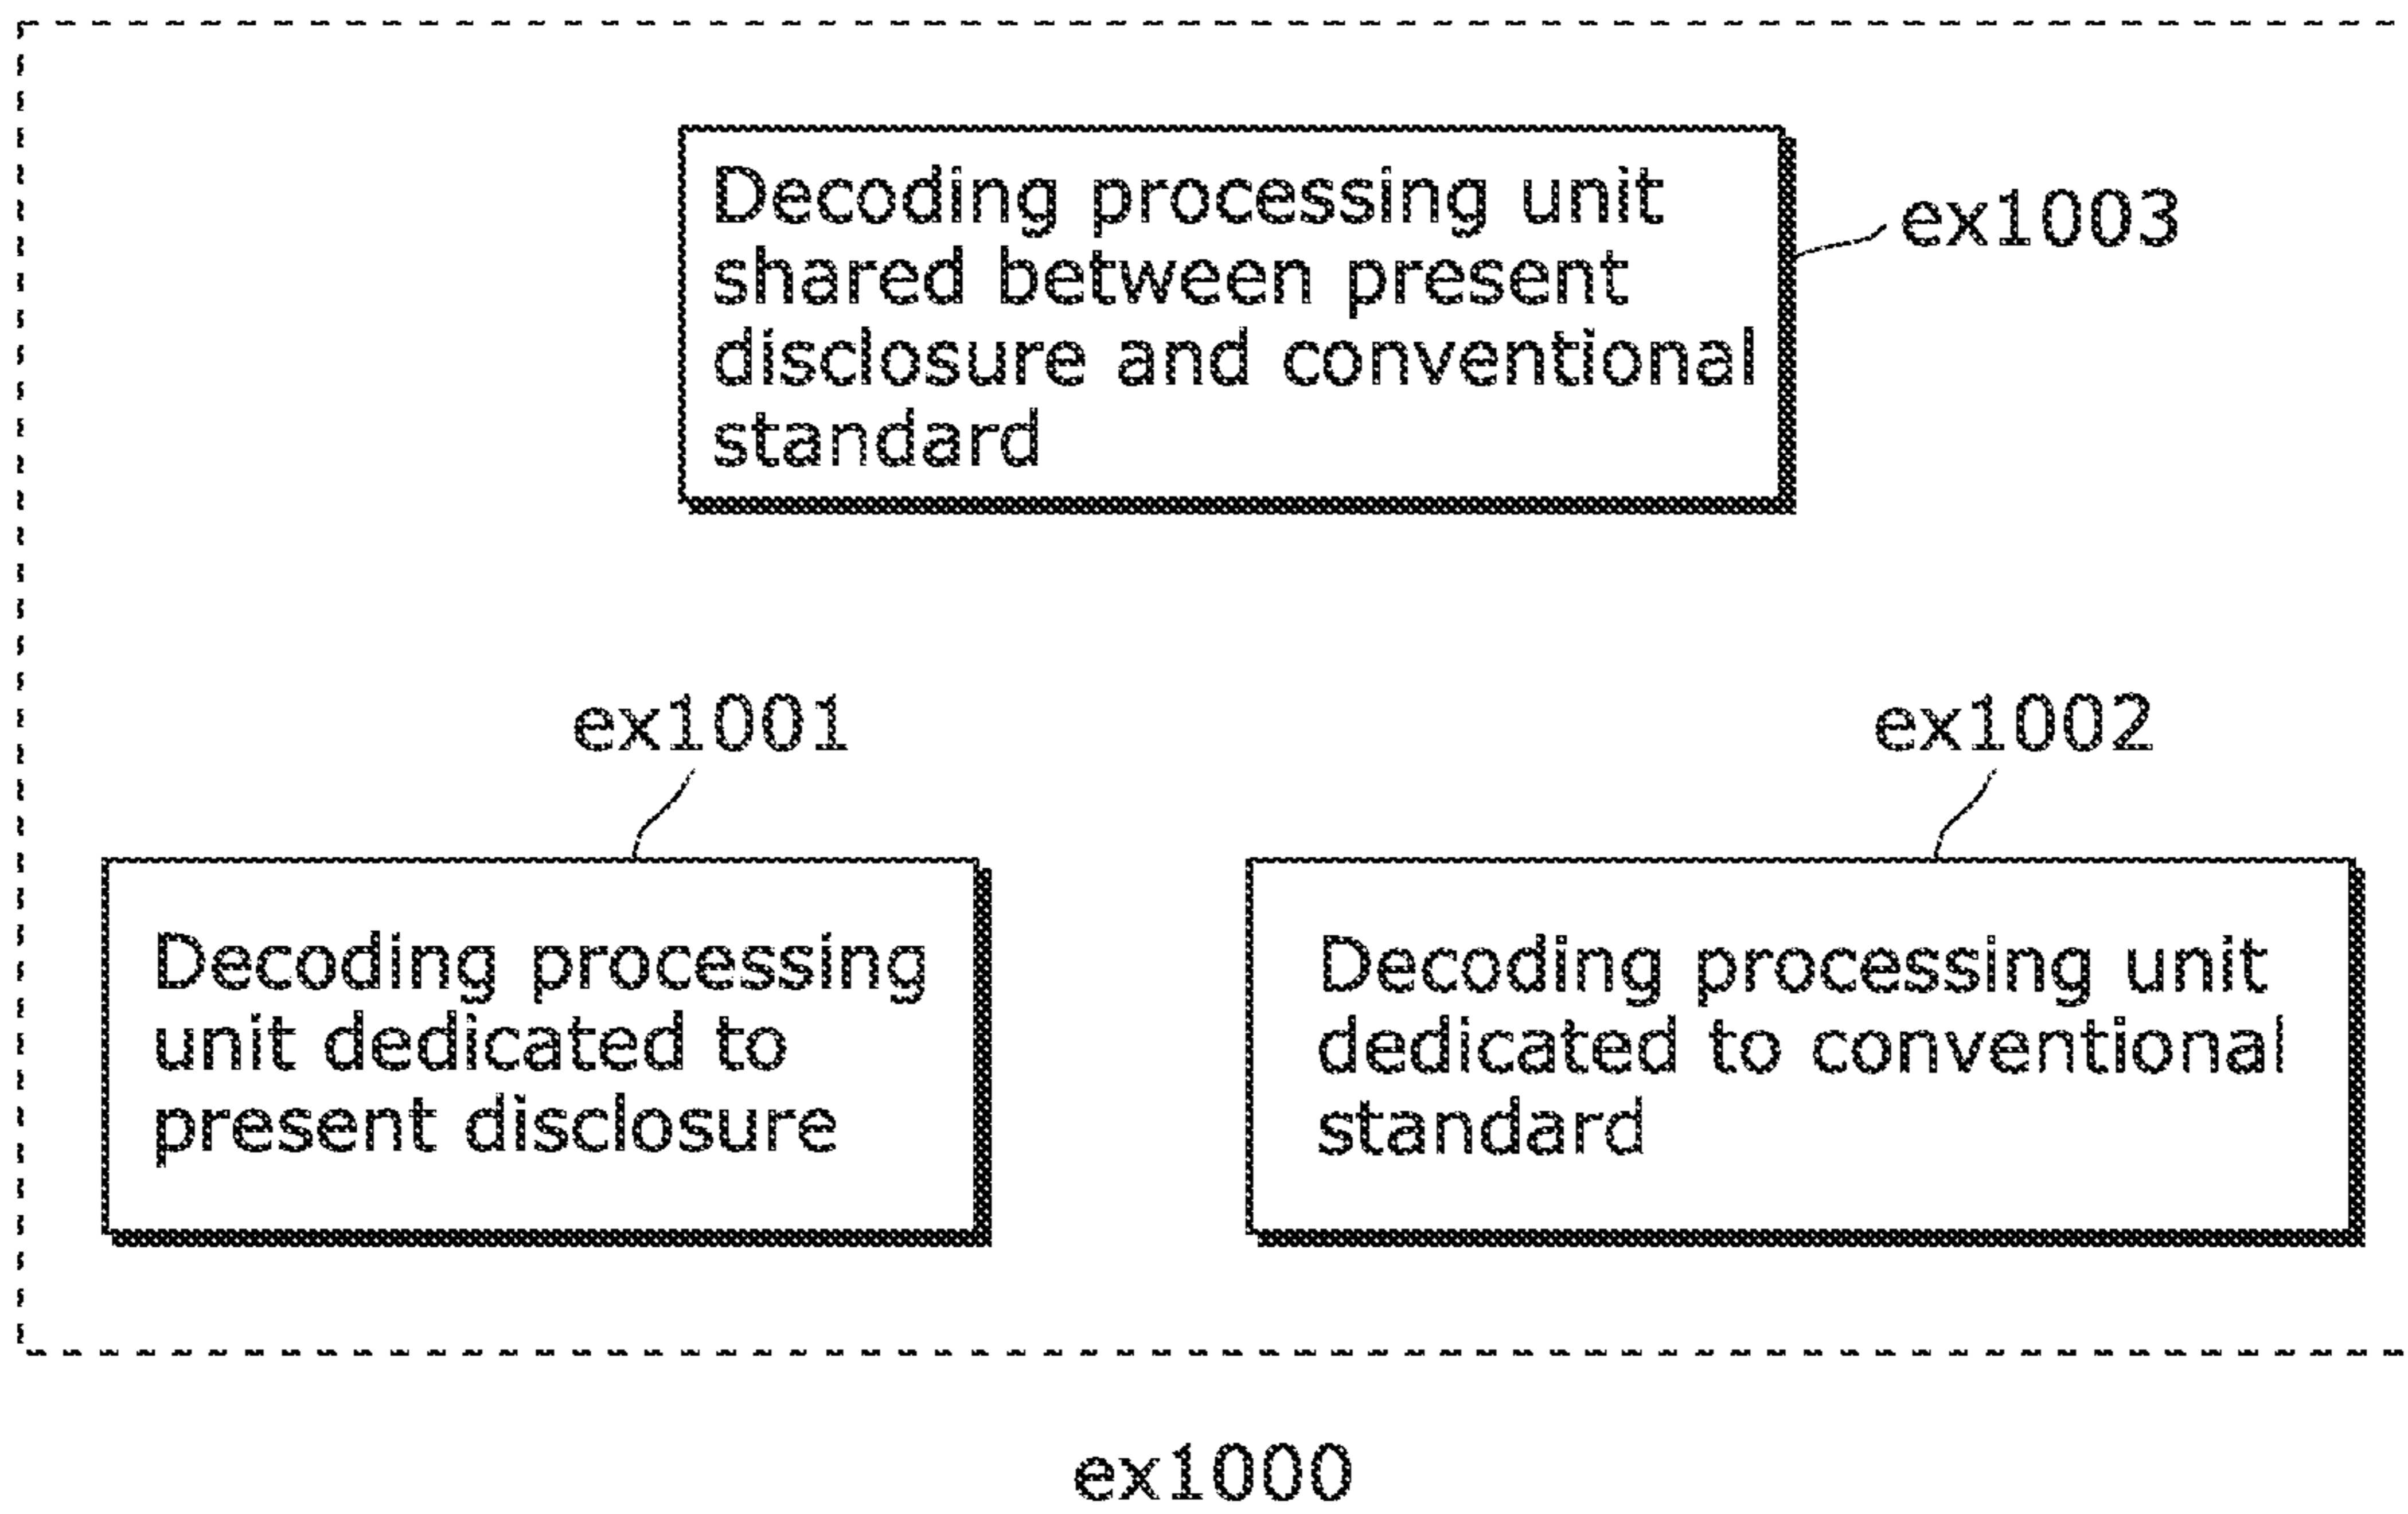 Decoding processing unit
shared between present
disclosure and conventional
standard
ex1003
ex1001
ex1002
Decoding processing
unit dedicated to
present disclosure
Decoding processing unit
dedicated to conventional
standard
ex1000